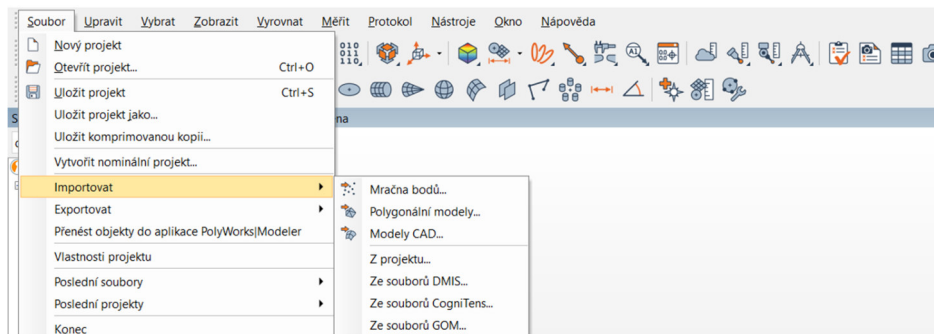 Soubor Upravit Vybrat Zobrazit Vyrovnat Měřit Protokol Nástroje Okno Nápověda
Nový projekt
Otevřít projekt... Ctrl+O
Uložit projekt Ctrl+S
Uložit projekt jako...
Uložit komprimovanou kopii...
Vytvořit nominální projekt...
Importovat
Exportovat
Přenést objekty do aplikace PolyWorks|Modeler
Vlastnosti projektu
Poslední soubory
Poslední projekty
Konec
Mračna bodů...
Polygonální modely...
Modely CAD...
Z projektu...
Ze souborů DMIS...
Ze souborů CogniTens...
Ze souborů GOM...